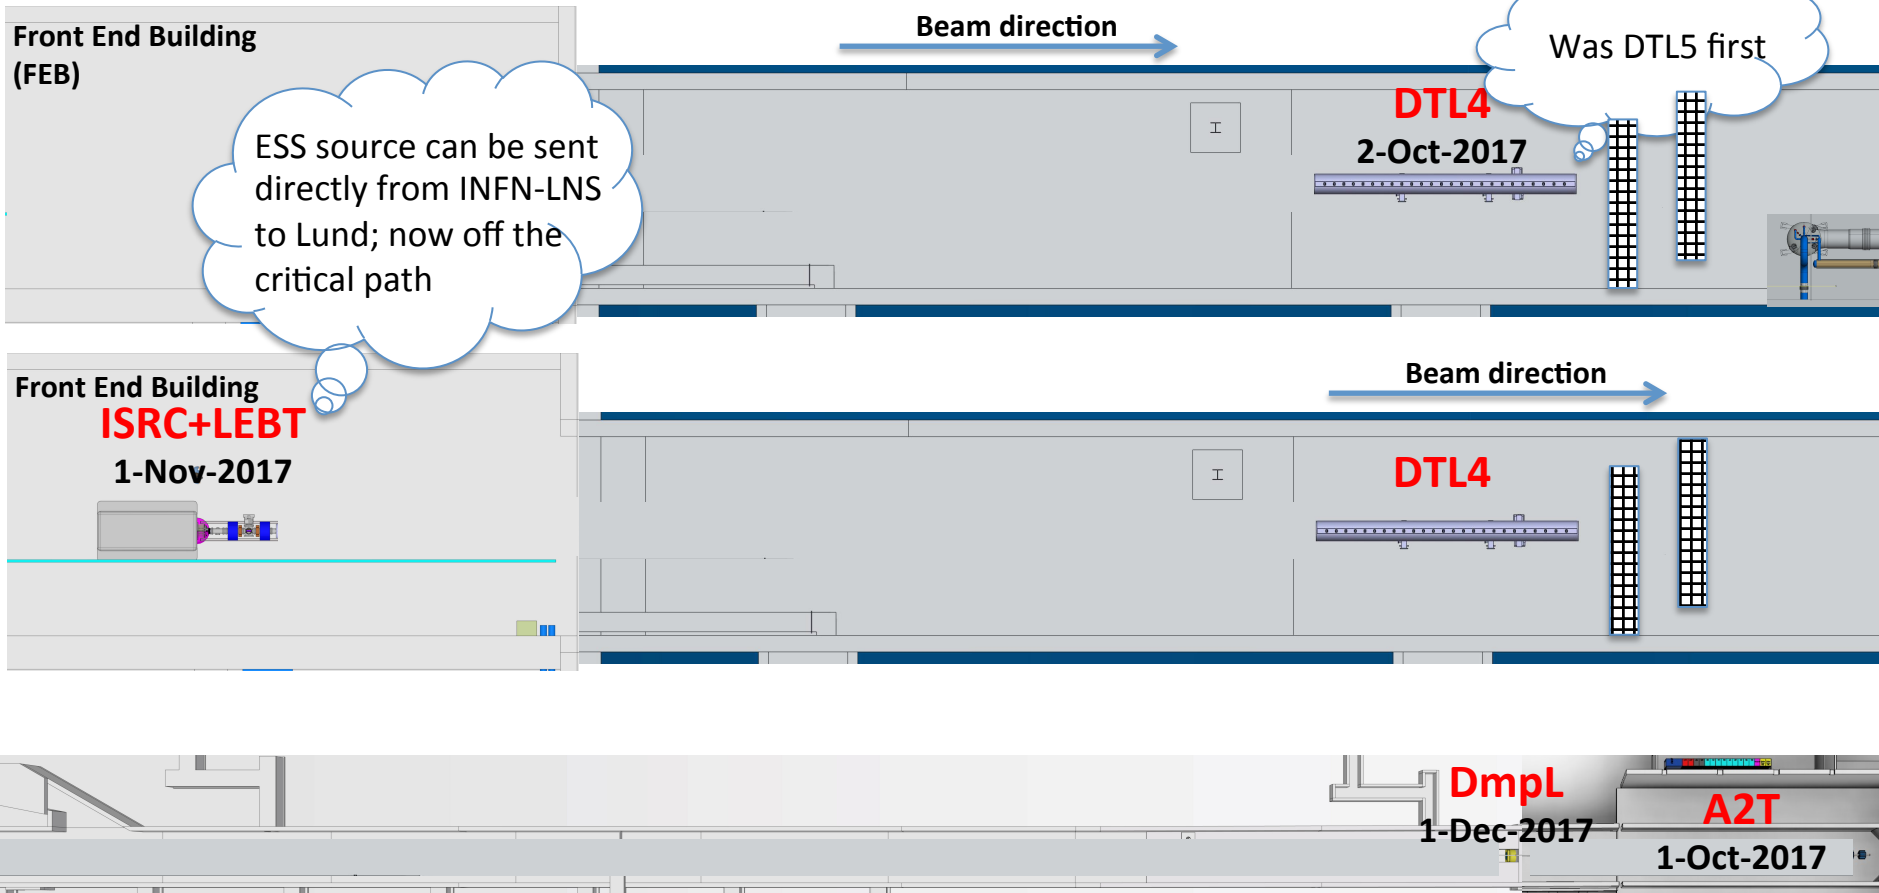 Front End Building
(FEB)
Beam direction
Was DTL5 first
ESS source can be sent
directly from INFN-LNS
to Lund; now off the
critical path
DTL4
2-Oct-2017
Front End Building
ISRC+LEBT
1-Nov-2017
Beam direction
DTL4
DmpL
1-Dec-2017
A2T
1-Oct-2017